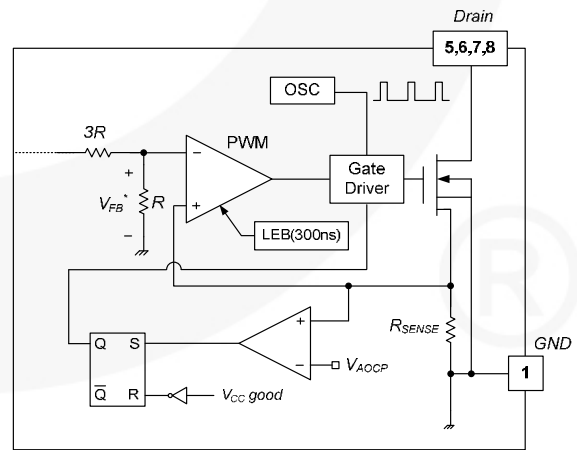 Drain
5,6,7,8
OSC
3R
PWM
−
+
Gate
Driver
+
V_FB*
−
R
LEB(300ns)
R_SENSE
+
−
V_AOCP
Q
S
Q̅
R
V_CC good
GND
1
®